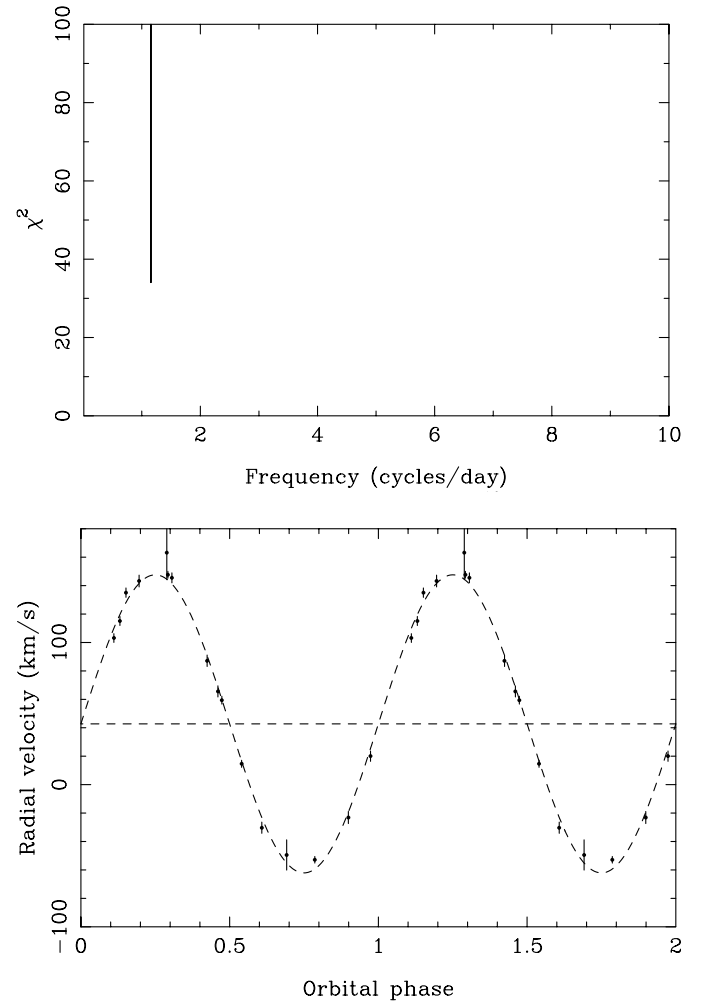 100
80
60
40
20
0
χ²
2 4 6 8 10
Frequency (cycles/day)
100
0
−100
Radial velocity (km/s)
0 0.5 1 1.5 2
Orbital phase